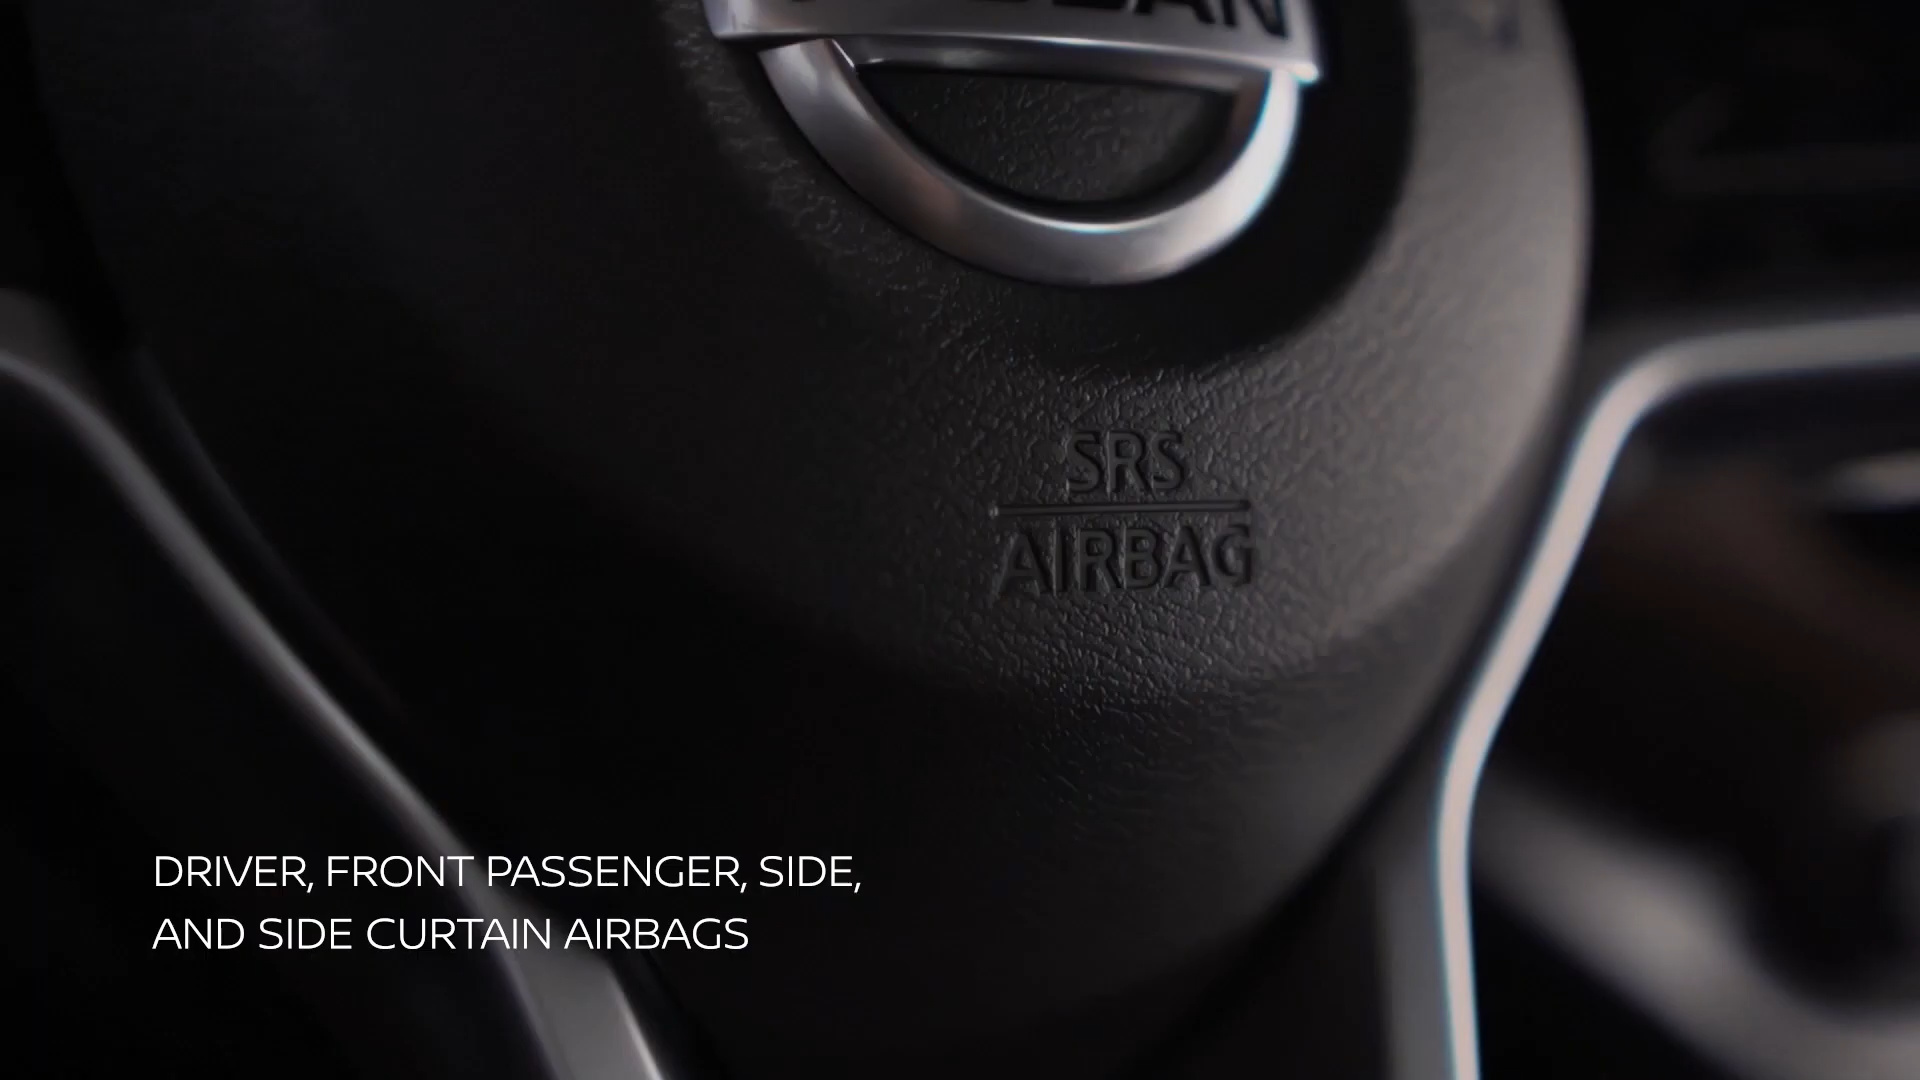 SRS
AIRBAG
DRIVER, FRONT PASSENGER, SIDE,
AND SIDE CURTAIN AIRBAGS